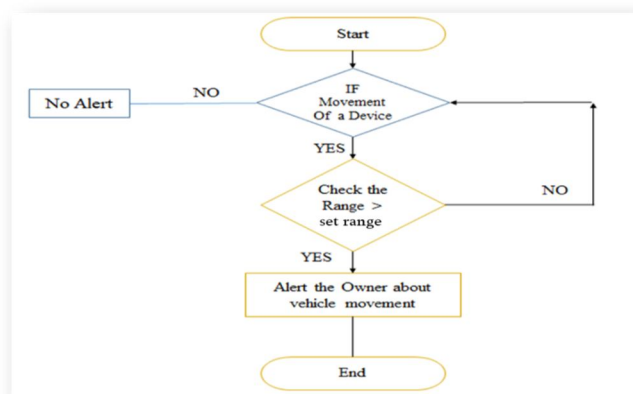 Start
IF
Movement
Of a Device
NO
No Alert
YES
Check the
Range >
set range
NO
YES
Alert the Owner about
vehicle movement
End